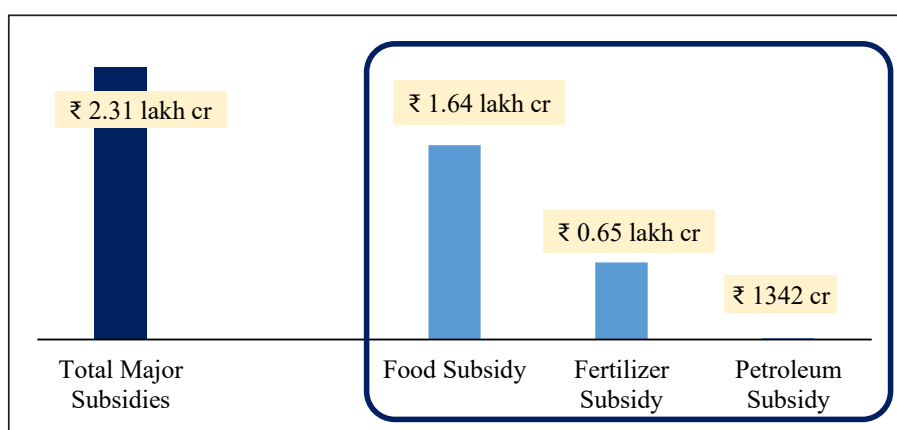 ₹ 2.31 lakh cr
₹ 1.64 lakh cr
₹ 0.65 lakh cr
₹ 1342 cr
Total Major
Subsidies
Food Subsidy
Fertilizer
Subsidy
Petroleum
Subsidy